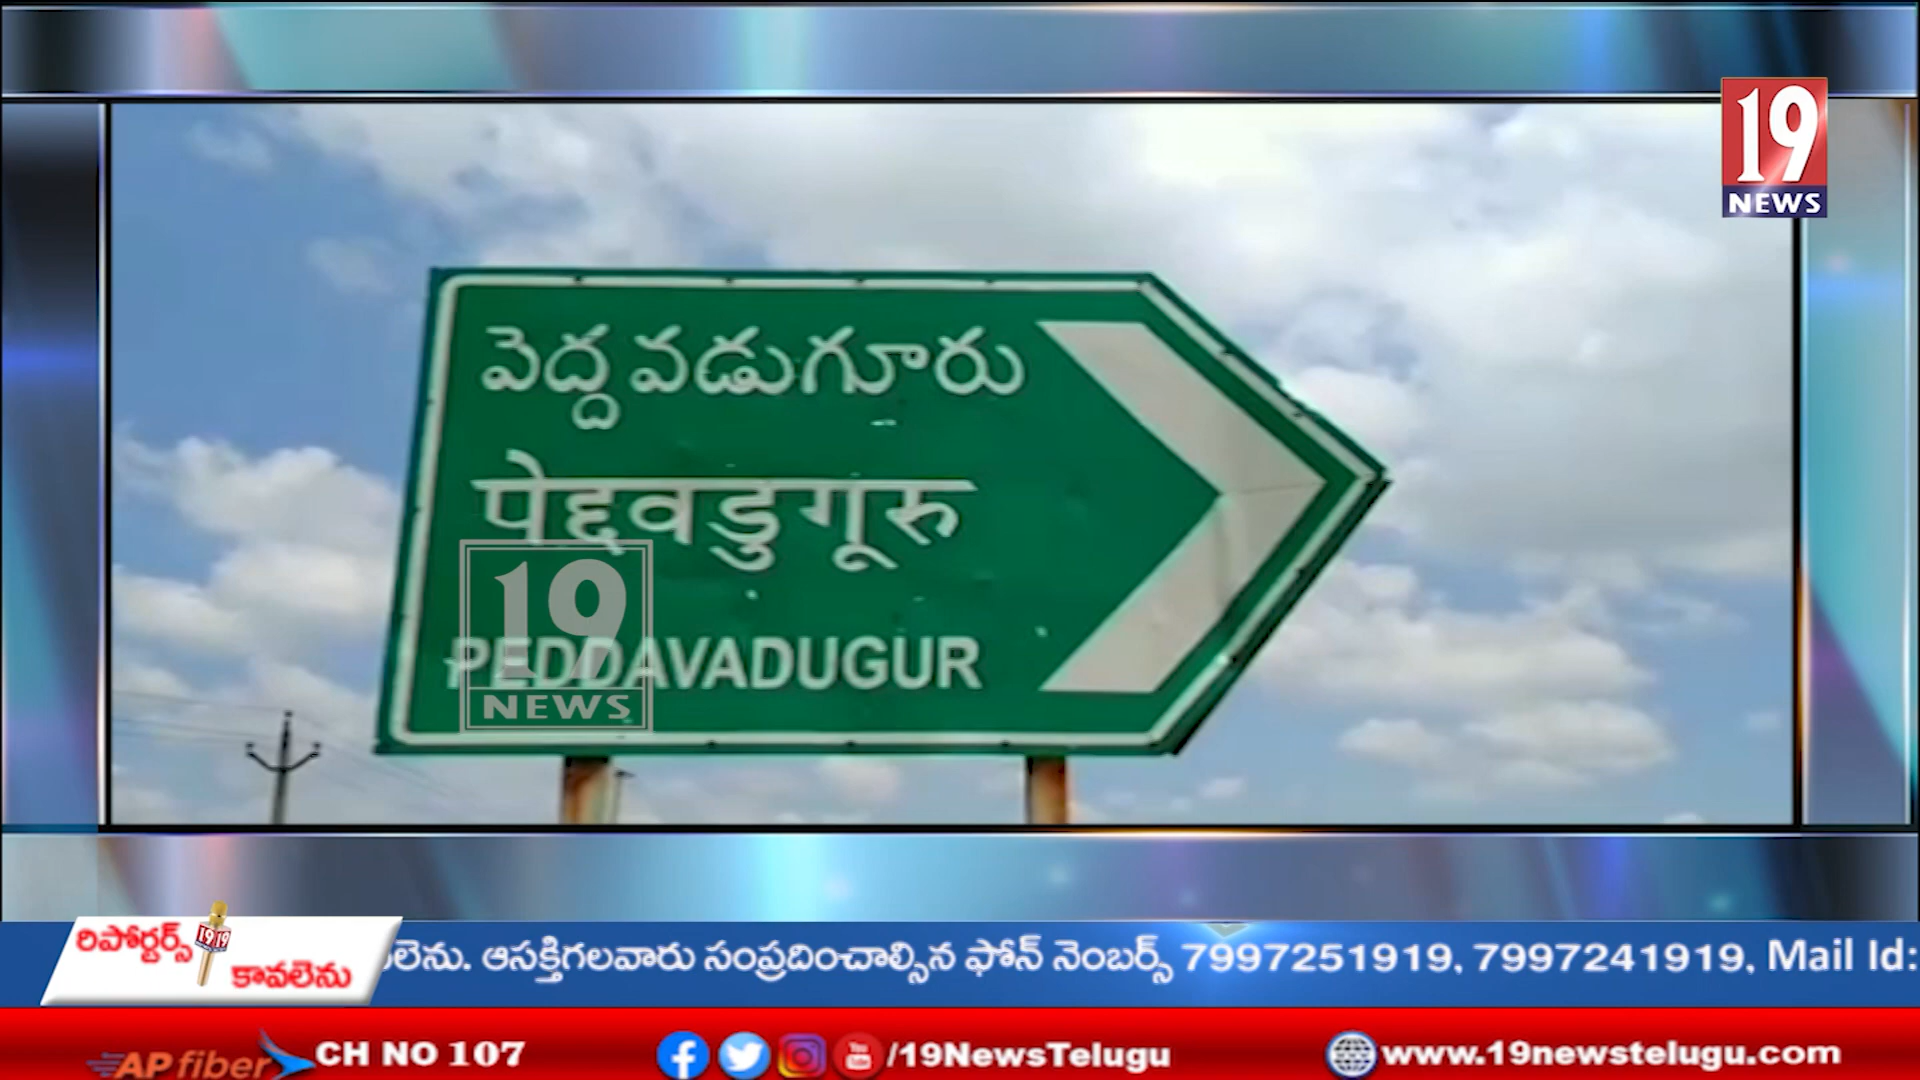 19
NEWS
పెద్దవడుగూరు
पेद्दवडुगूरु
PEDDAVADUGUR
19
NEWS
రిపోర్టర్స్
కావలెను
లెను. ఆసక్తిగలవారు సంప్రదించాల్సిన ఫోన్ నెంబర్స్ 7997251919, 7997241919, Mail Id:
AP fiber CH NO 107 /19NewsTelugu www.19newstelugu.com